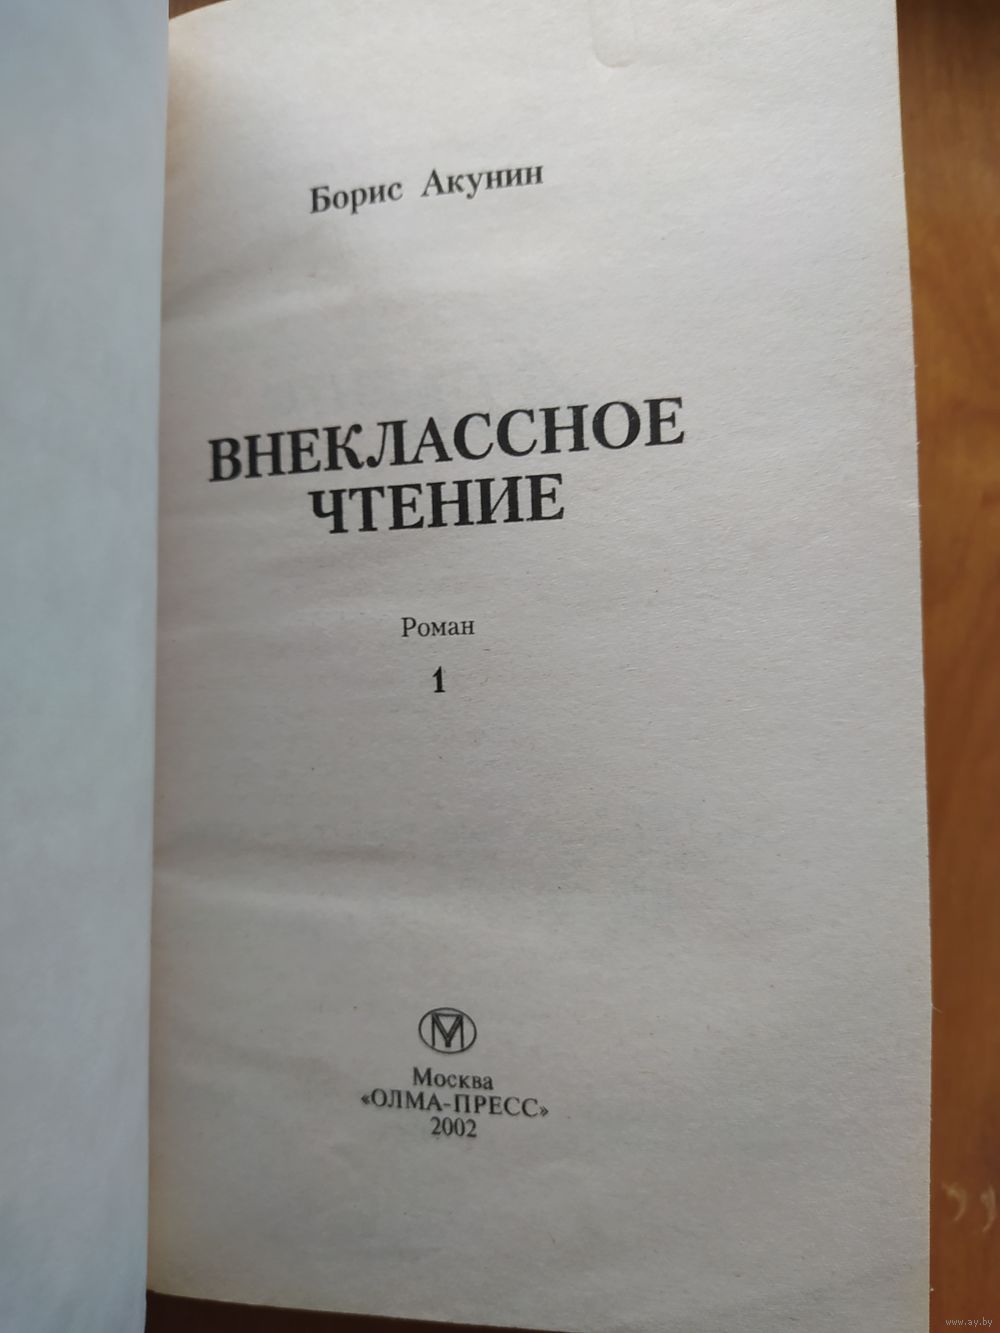 Борис Акунин
ВНЕКЛАССНОЕ
ЧТЕНИЕ
Роман
1
Москва
«ОЛМА-ПРЕСС»
2002
www.ay.by